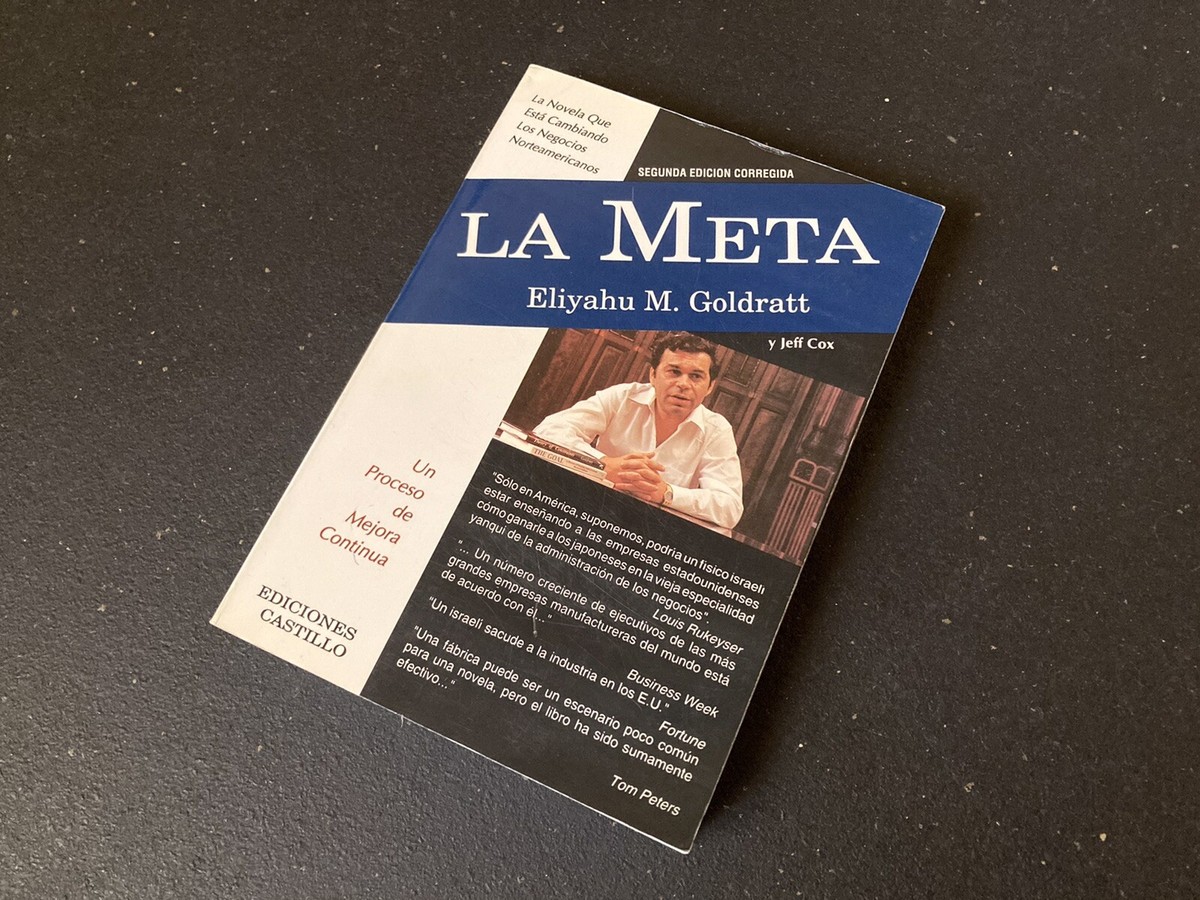 La Novela Que
Está Cambiando
Los Negocios
Norteamericanos
SEGUNDA EDICION CORREGIDA
LA META
Eliyahu M. Goldratt
y Jeff Cox
THE GOAL
Un
Proceso
de
Mejora
Continua
"Sólo en América, suponemos, podria un fisico israelí
estar enseñando a las empresas estadounidenses
cómo ganarle a los japoneses en la vieja especialidad
yanqui de la administración de los negocios".
Louis Rukeyser
"... Un número creciente de ejecutivos de las más
grandes empresas manufactureras del mundo está
de acuerdo con él..."
Business Week
"Un israelí sacude a la industria en los E.U."
Fortune
"Una fábrica puede ser un escenario poco común
para una novela, pero el libro ha sido sumamente
efectivo..."
Tom Peters
EDICIONES
CASTILLO